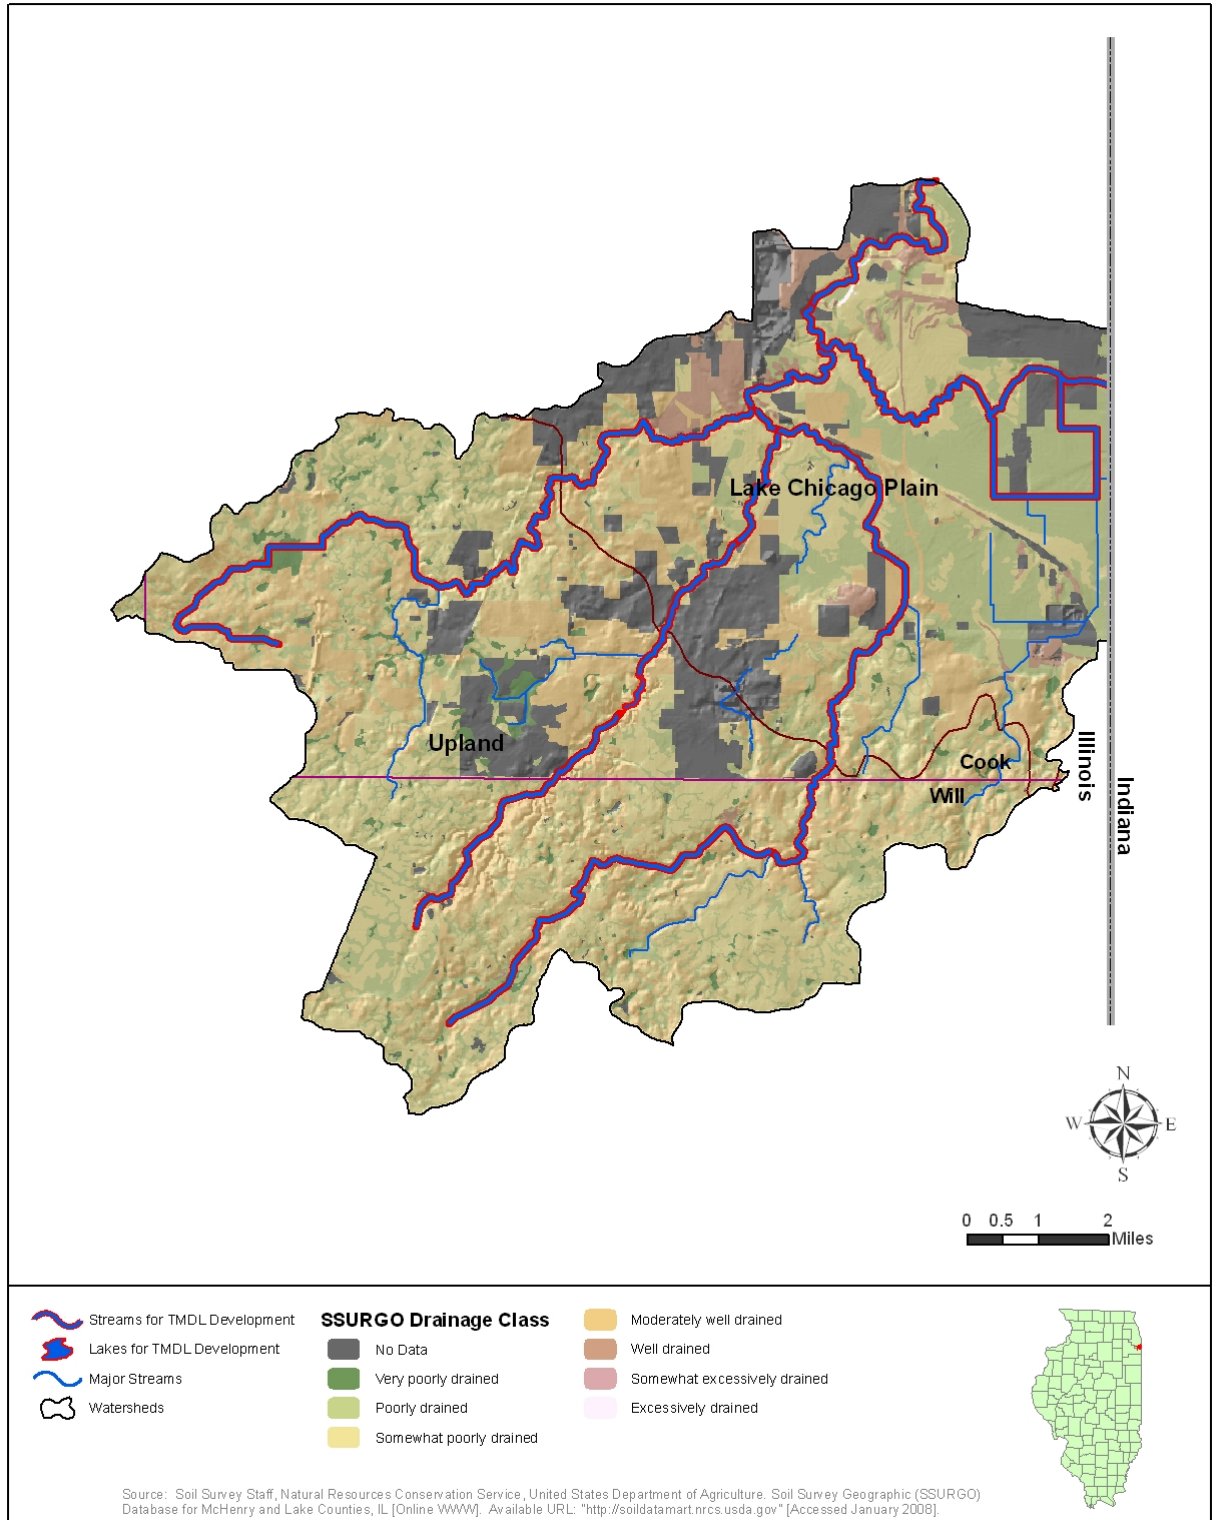 Lake Chicago Plain
Upland
Cook
Will
Illinois
Indiana
N
W
E
S
0 0.5 1 2
Miles
Streams for TMDL Development
Lakes for TMDL Development
Major Streams
Watersheds
SSURGO Drainage Class
No Data
Very poorly drained
Poorly drained
Somewhat poorly drained
Moderately well drained
Well drained
Somewhat excessively drained
Excessively drained
Source: Soil Survey Staff, Natural Resources Conservation Service, United States Department of Agriculture. Soil Survey Geographic (SSURGO)
Database for McHenry and Lake Counties, IL [Online WWW]. Available URL: "http://soildatamart.nrcs.usda.gov" [Accessed January 2008].